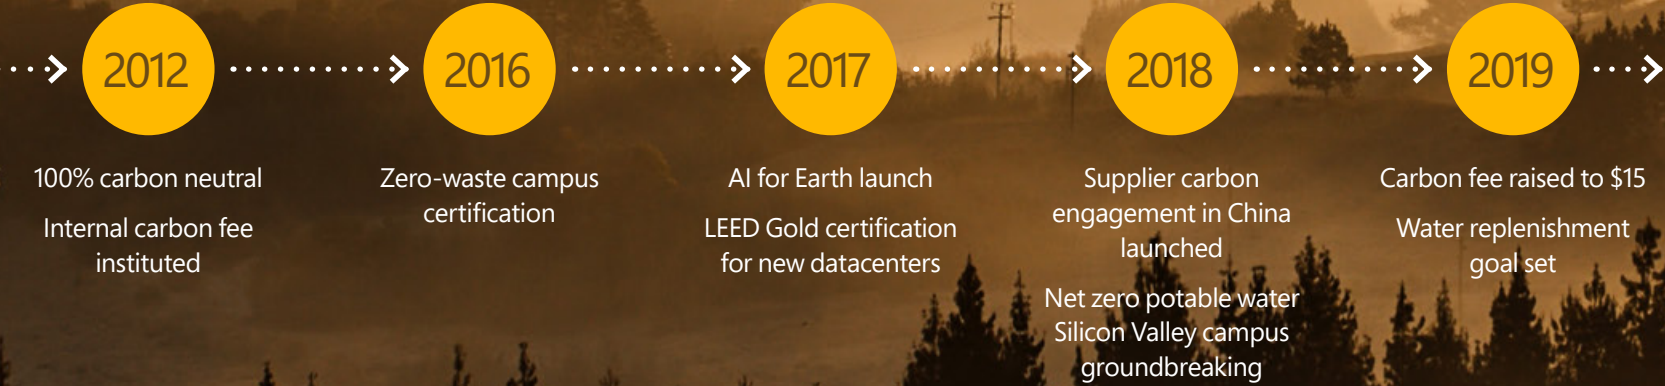 2012
100% carbon neutral
Internal carbon fee
instituted
2016
Zero-waste campus
certification
2017
AI for Earth launch
LEED Gold certification
for new datacenters
2018
Supplier carbon
engagement in China
launched
Net zero potable water
Silicon Valley campus
groundbreaking
2019
Carbon fee raised to $15
Water replenishment
goal set